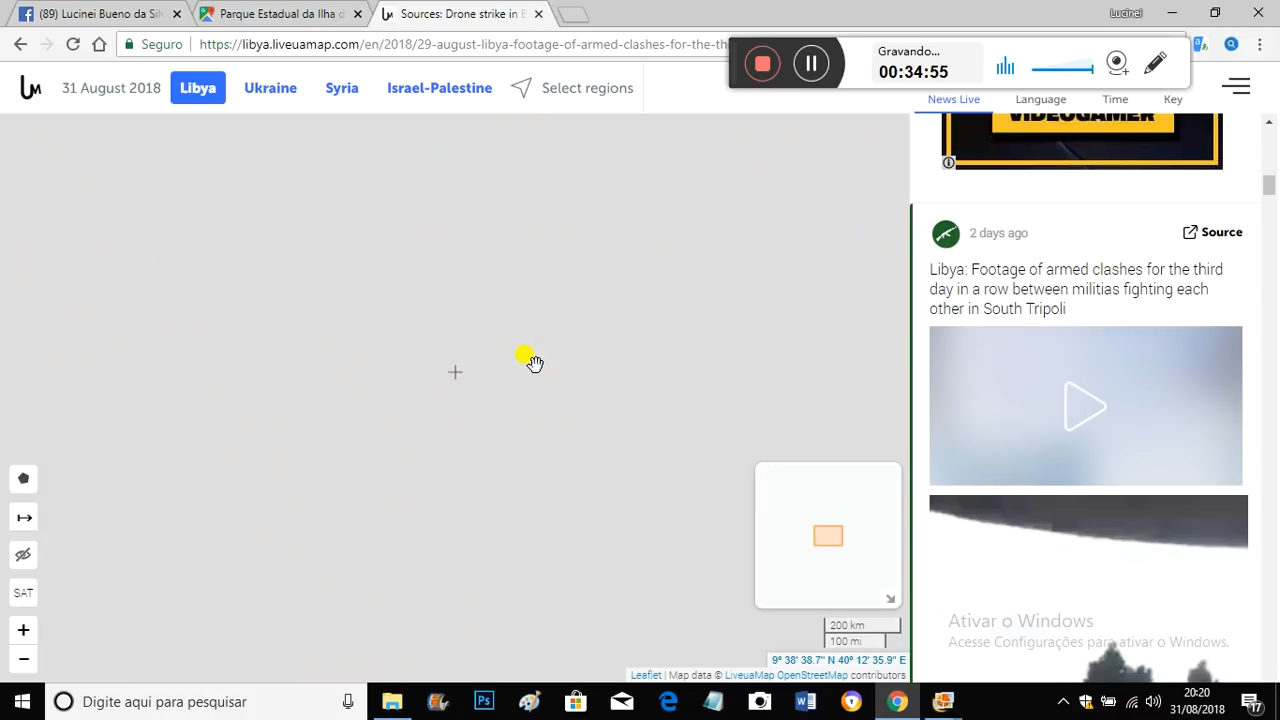 (89) Lucinei Bueno da Sil
Parque Estadual da Ilha d
Sources: Drone strike in
Lucinei
Seguro
https://libya.liveuamap.com/en/2018/29-august-libya-footage-of-armed-clashes-for-the-th
Gravando...
00:34:55
31 August 2018
Libya
Ukraine
Syria
Israel-Palestine
Select regions
News Live
Language
Time
Key
VIDEOGAMER
2 days ago
Source
Libya: Footage of armed clashes for the third
day in a row between militias fighting each
other in South Tripoli
SAT
+
−
200 km
100 mi
9° 38' 38.7" N 40° 12' 35.9" E
Leaflet | Map data © LiveuaMap OpenStreetMap contributors
Ativar o Windows
Acesse Configurações para ativar o Windows.
Digite aqui para pesquisar
20:20
31/08/2018
17